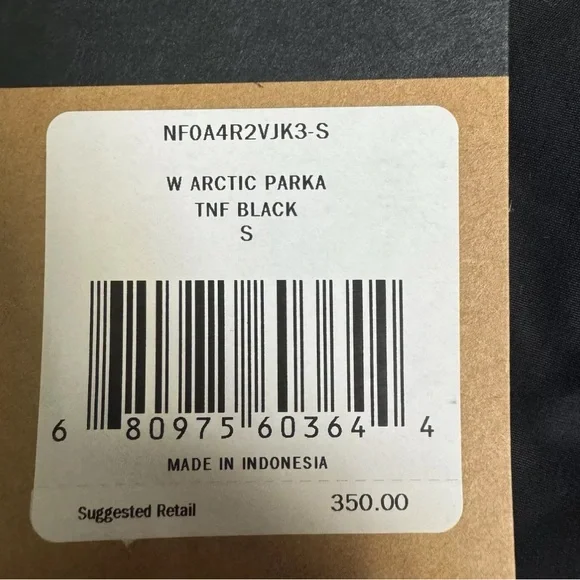 NF0A4R2VJK3-S
W ARCTIC PARKA
TNF BLACK
S
6 80975 60364 4
MADE IN INDONESIA
Suggested Retail 350.00